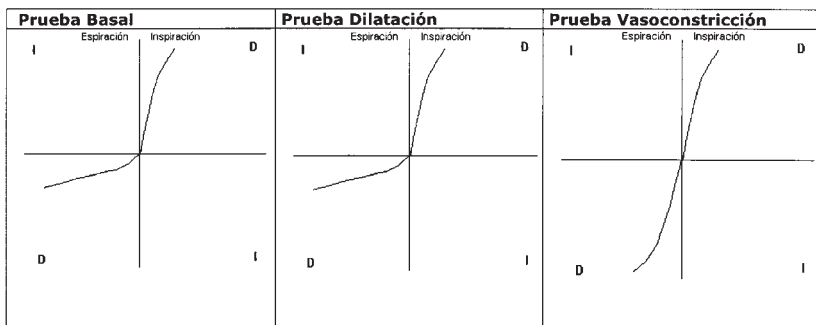 Prueba Basal
Espiración Inspiración
I D
D I
Prueba Dilatación
Espiración Inspiración
I D
D I
Prueba Vasoconstricción
Espiración Inspiración
I D
D I